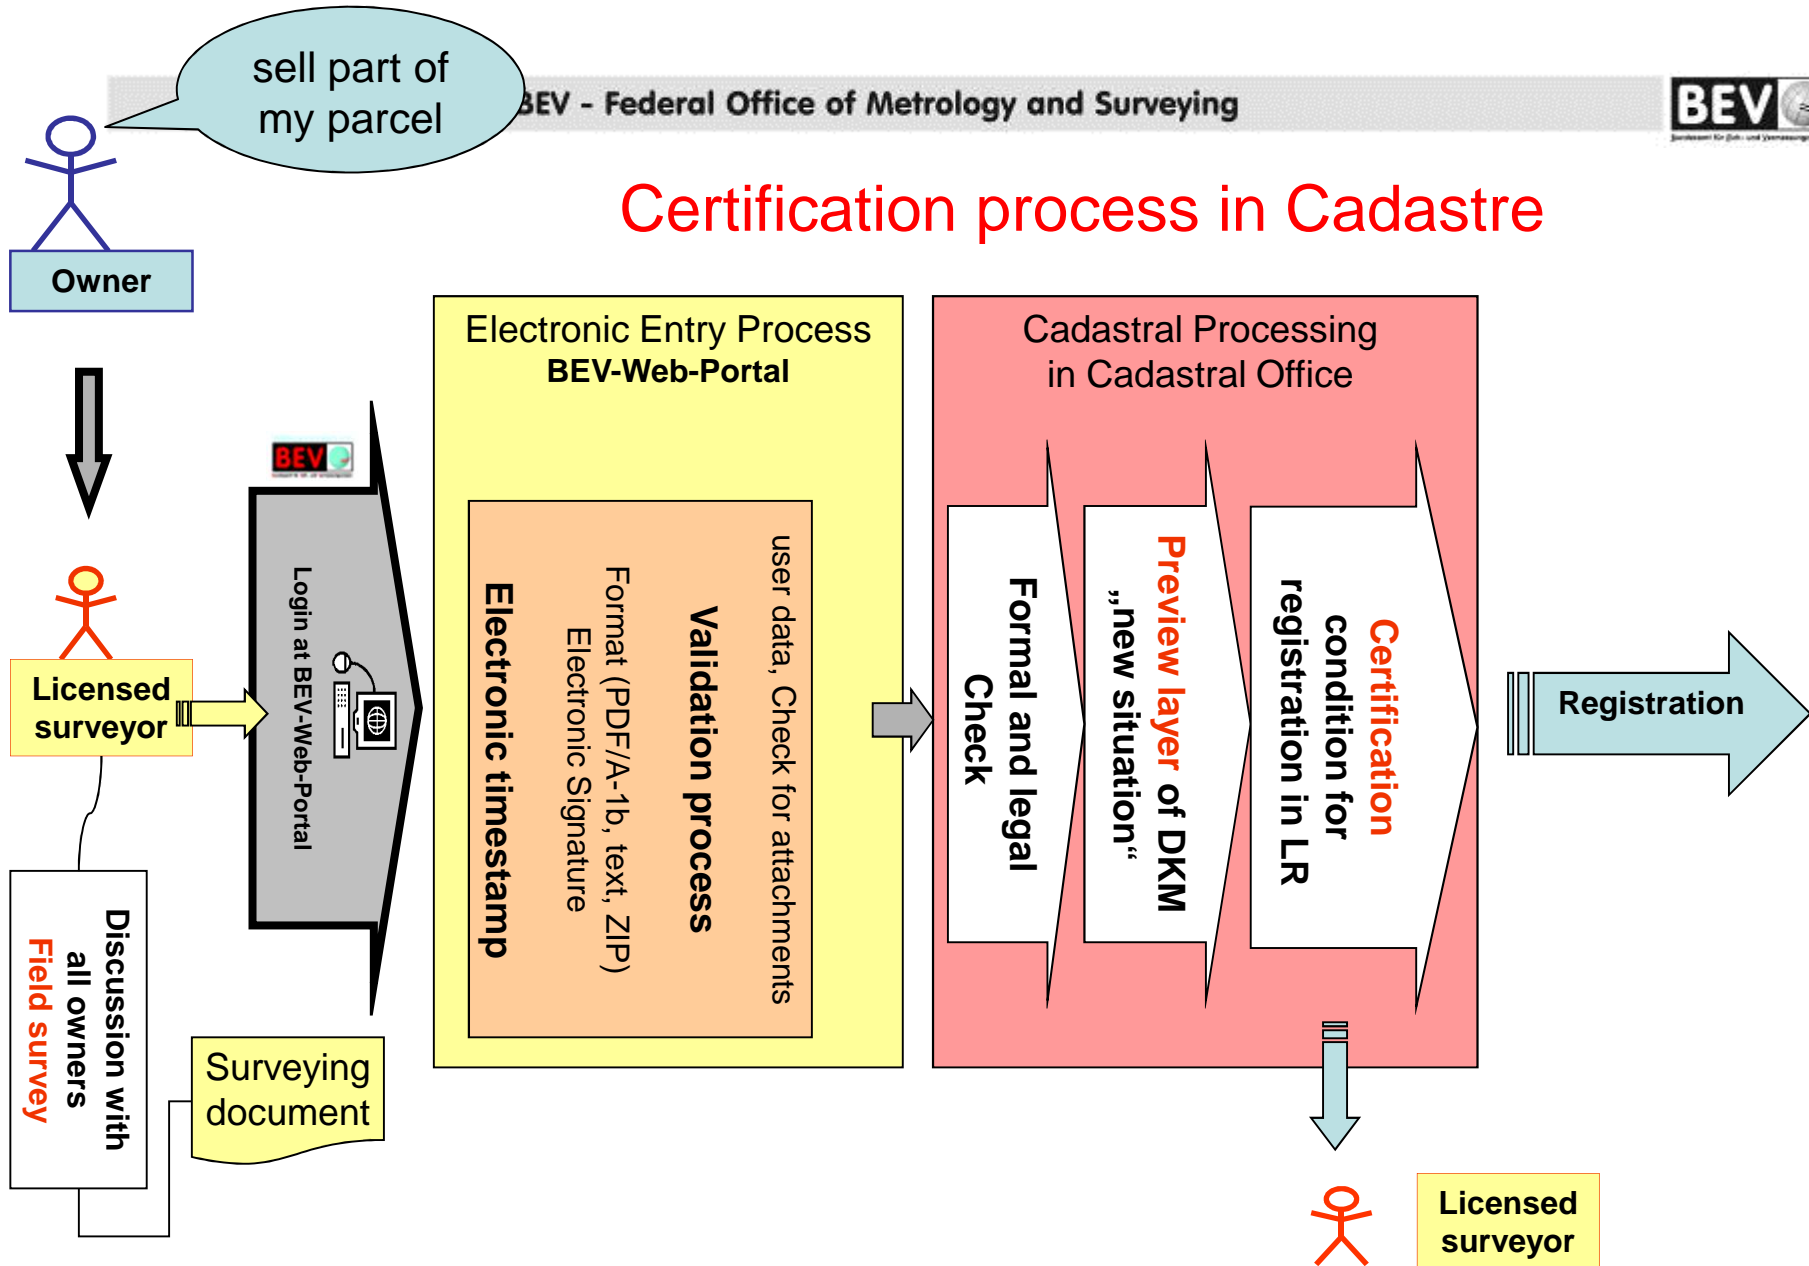 sell part of
my parcel
BEV - Federal Office of Metrology and Surveying
BEV
Certification process in Cadastre
Owner
Electronic Entry Process
BEV-Web-Portal
Cadastral Processing
in Cadastral Office
BEV
Login at BEV-Web-Portal
user data, Check for attachments
Validation process
Format (PDF/A-1b, text, ZIP)
Electronic Signature
Electronic timestamp
Formal and legal
Check
Preview layer of DKM
„new situation“
Certification
condition for
registration in LR
Registration
Licensed
surveyor
Discussion with
all owners
Field survey
Surveying
document
Licensed
surveyor